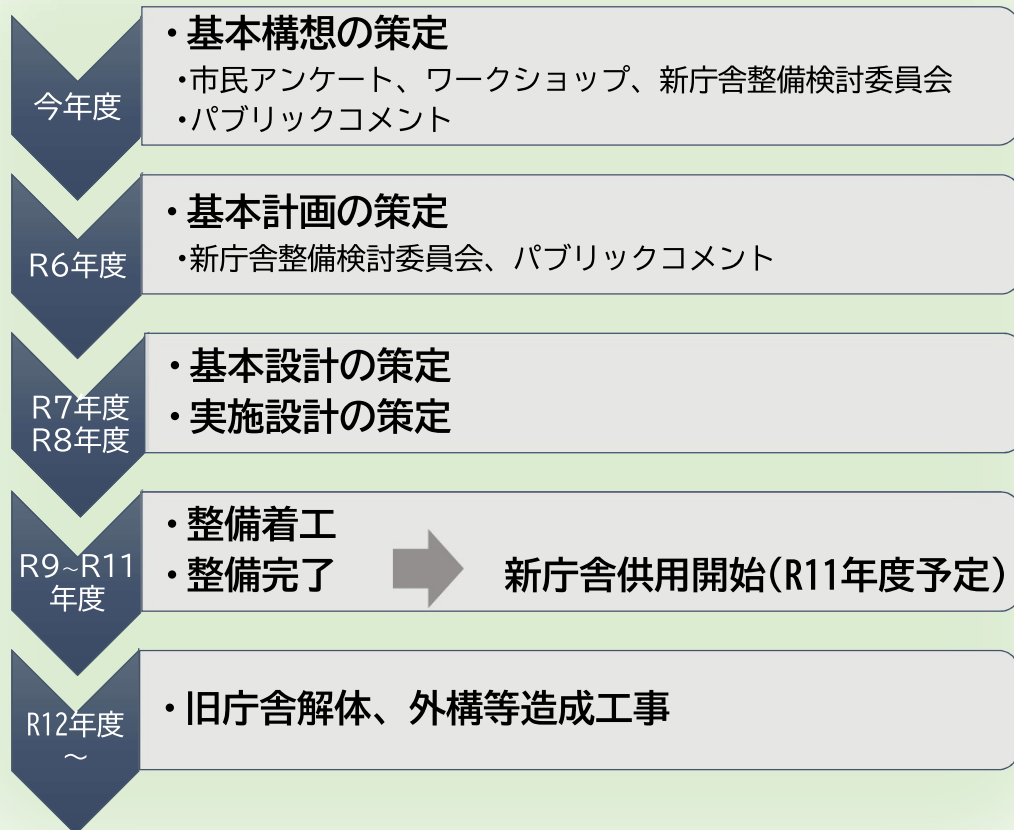 今年度
・基本構想の策定
・市民アンケート、ワークショップ、新庁舎整備検討委員会
・パブリックコメント
R6年度
・基本計画の策定
・新庁舎整備検討委員会、パブリックコメント
R7年度
R8年度
・基本設計の策定
・実施設計の策定
R9~R11
年度
・整備着工
・整備完了
新庁舎供用開始(R11年度予定)
R12年度
～
・旧庁舎解体、外構等造成工事